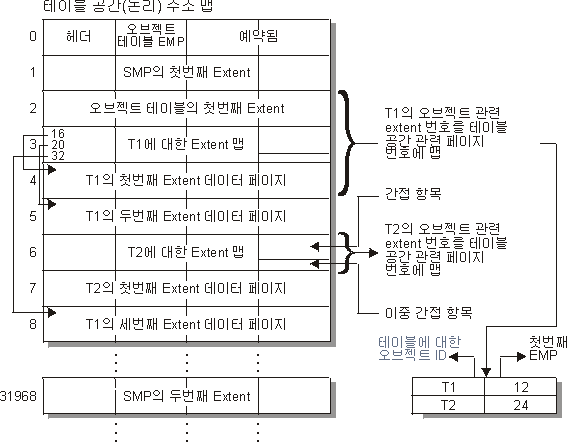 테이블 공간(논리) 주소 맵
0 헤더 오브젝트 테이블 EMP 예약됨
1 SMP의 첫번째 Extent
2 오브젝트 테이블의 첫번째 Extent
16
3 20 T1에 대한 Extent 맵
32
4 T1의 첫번째 Extent 데이터 페이지
5 T1의 두번째 Extent 데이터 페이지
6 T2에 대한 Extent 맵
7 T2의 첫번째 Extent 데이터 페이지
8 T1의 세번째 Extent 데이터 페이지
31968 SMP의 두번째 Extent
T1의 오브젝트 관련
extent 번호를 테이블
공간 관련 페이지
번호에 맵
간접 항목
T2의 오브젝트 관련
extent 번호를 테이블
공간 관련 페이지
번호에 맵
이중 간접 항목
테이블에 대한
오브젝트 ID
첫번째
EMP
T1 12
T2 24